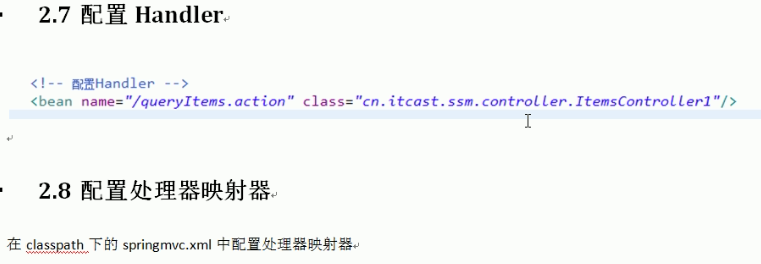 2.7 配置 Handler
<!-- 配置Handler -->
<bean name="/queryItems.action" class="cn.itcast.ssm.controller.ItemsController1"/>
2.8 配置处理器映射器
在 classpath 下的 springmvc.xml 中配置处理器映射器